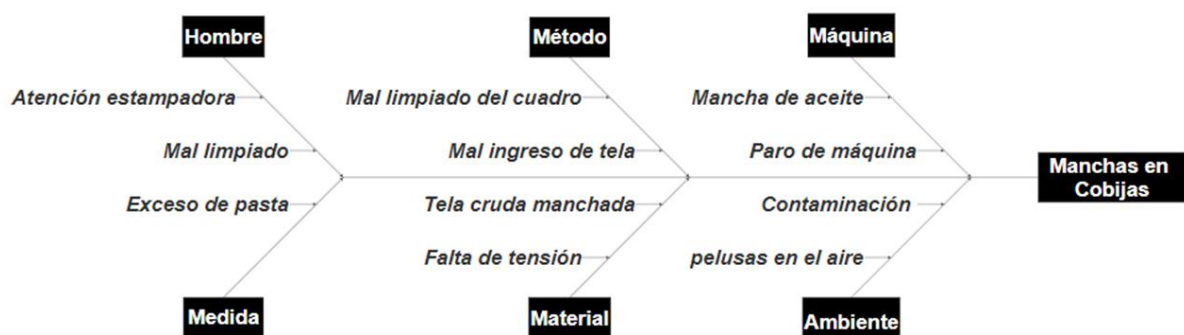 Hombre
Método
Máquina
Atención estampadora
Mal limpiado del cuadro
Mancha de aceite
Mal limpiado
Mal ingreso de tela
Paro de máquina
Manchas en
Cobijas
Exceso de pasta
Tela cruda manchada
Contaminación
Falta de tensión
pelusas en el aire
Medida
Material
Ambiente